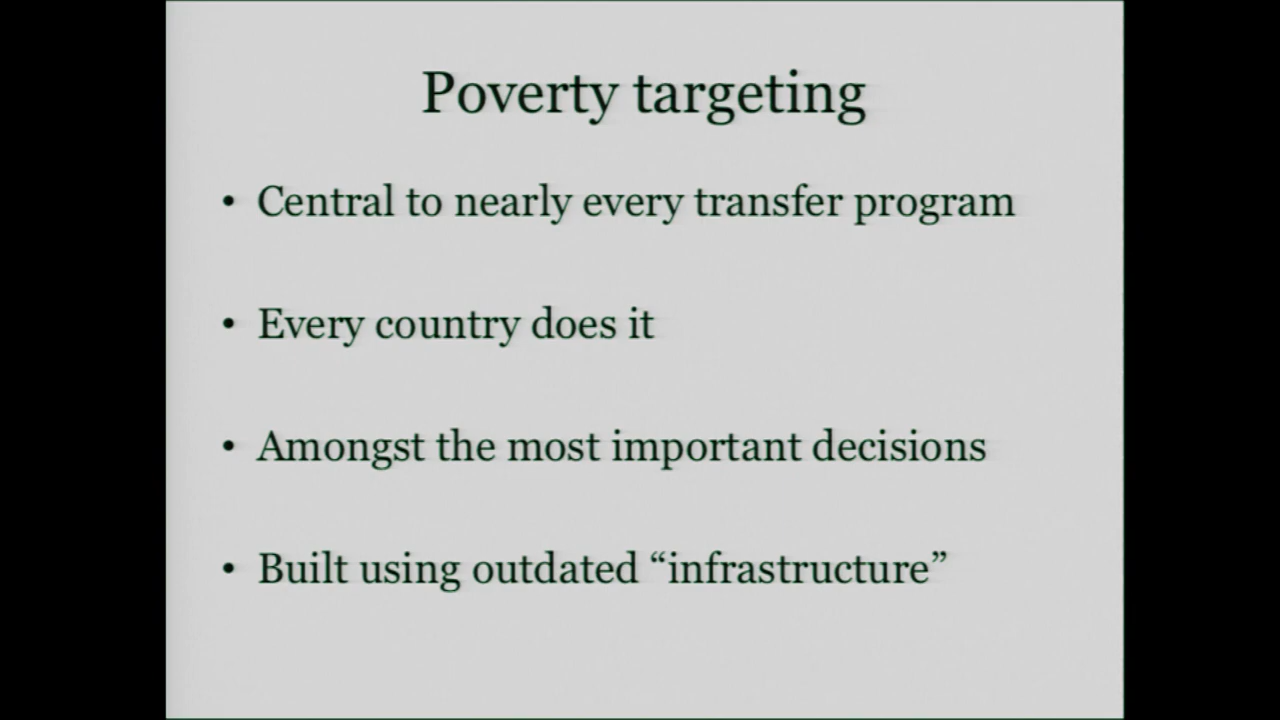 Poverty targeting
• Central to nearly every transfer program
• Every country does it
• Amongst the most important decisions
• Built using outdated “infrastructure”